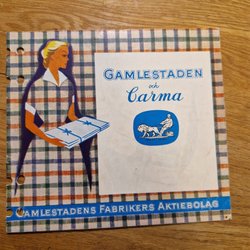 GAMLESTADEN
och
Carma
GAMLESTADENS FABRIKERS AKTIEBOLAG